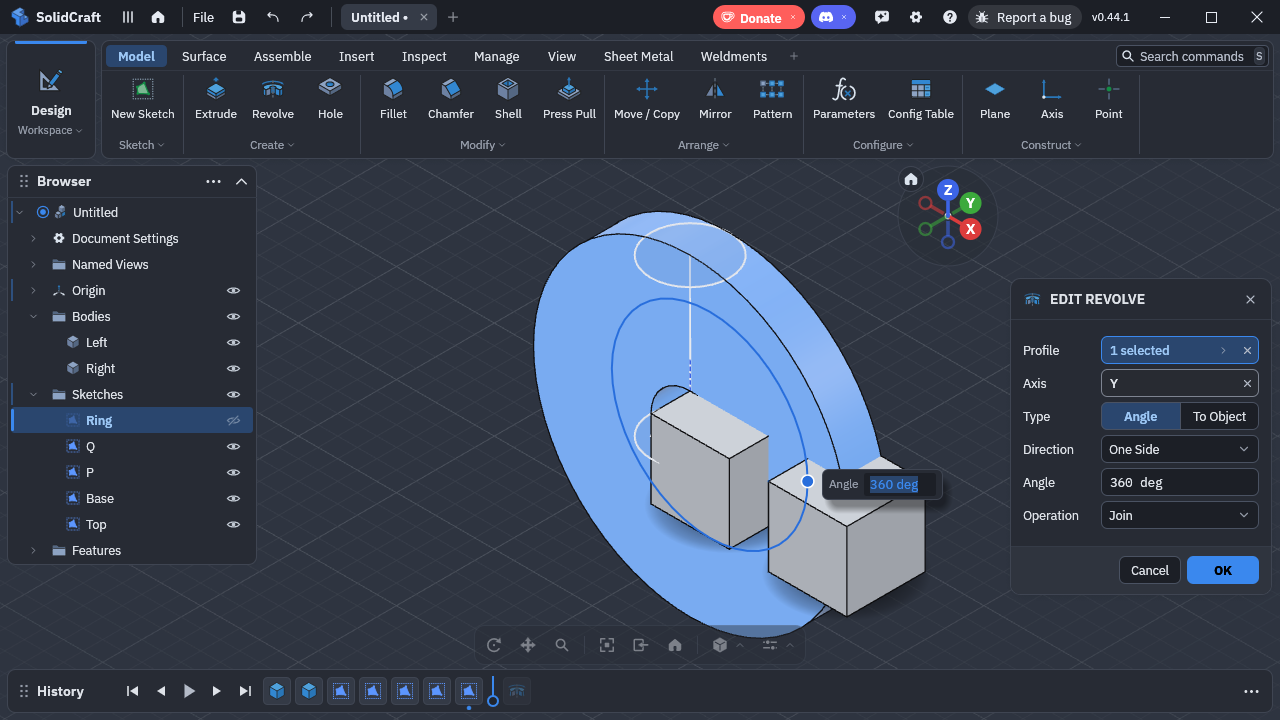 SolidCraft
File
Untitled •
Donate
Report a bug
v0.44.1
Design
Workspace
Model
Surface
Assemble
Insert
Inspect
Manage
View
Sheet Metal
Weldments
Search commands
S
New Sketch
Extrude
Revolve
Hole
Fillet
Chamfer
Shell
Press Pull
Move / Copy
Mirror
Pattern
Parameters
Config Table
Plane
Axis
Point
Sketch
Create
Modify
Arrange
Configure
Construct
Browser
Untitled
Document Settings
Named Views
Origin
Bodies
Left
Right
Sketches
Ring
Q
P
Base
Top
Features
Z
Y
X
EDIT REVOLVE
Profile
1 selected
Axis
Y
Type
Angle
To Object
Direction
One Side
Angle
360 deg
Operation
Join
Cancel
OK
Angle
360 deg
History